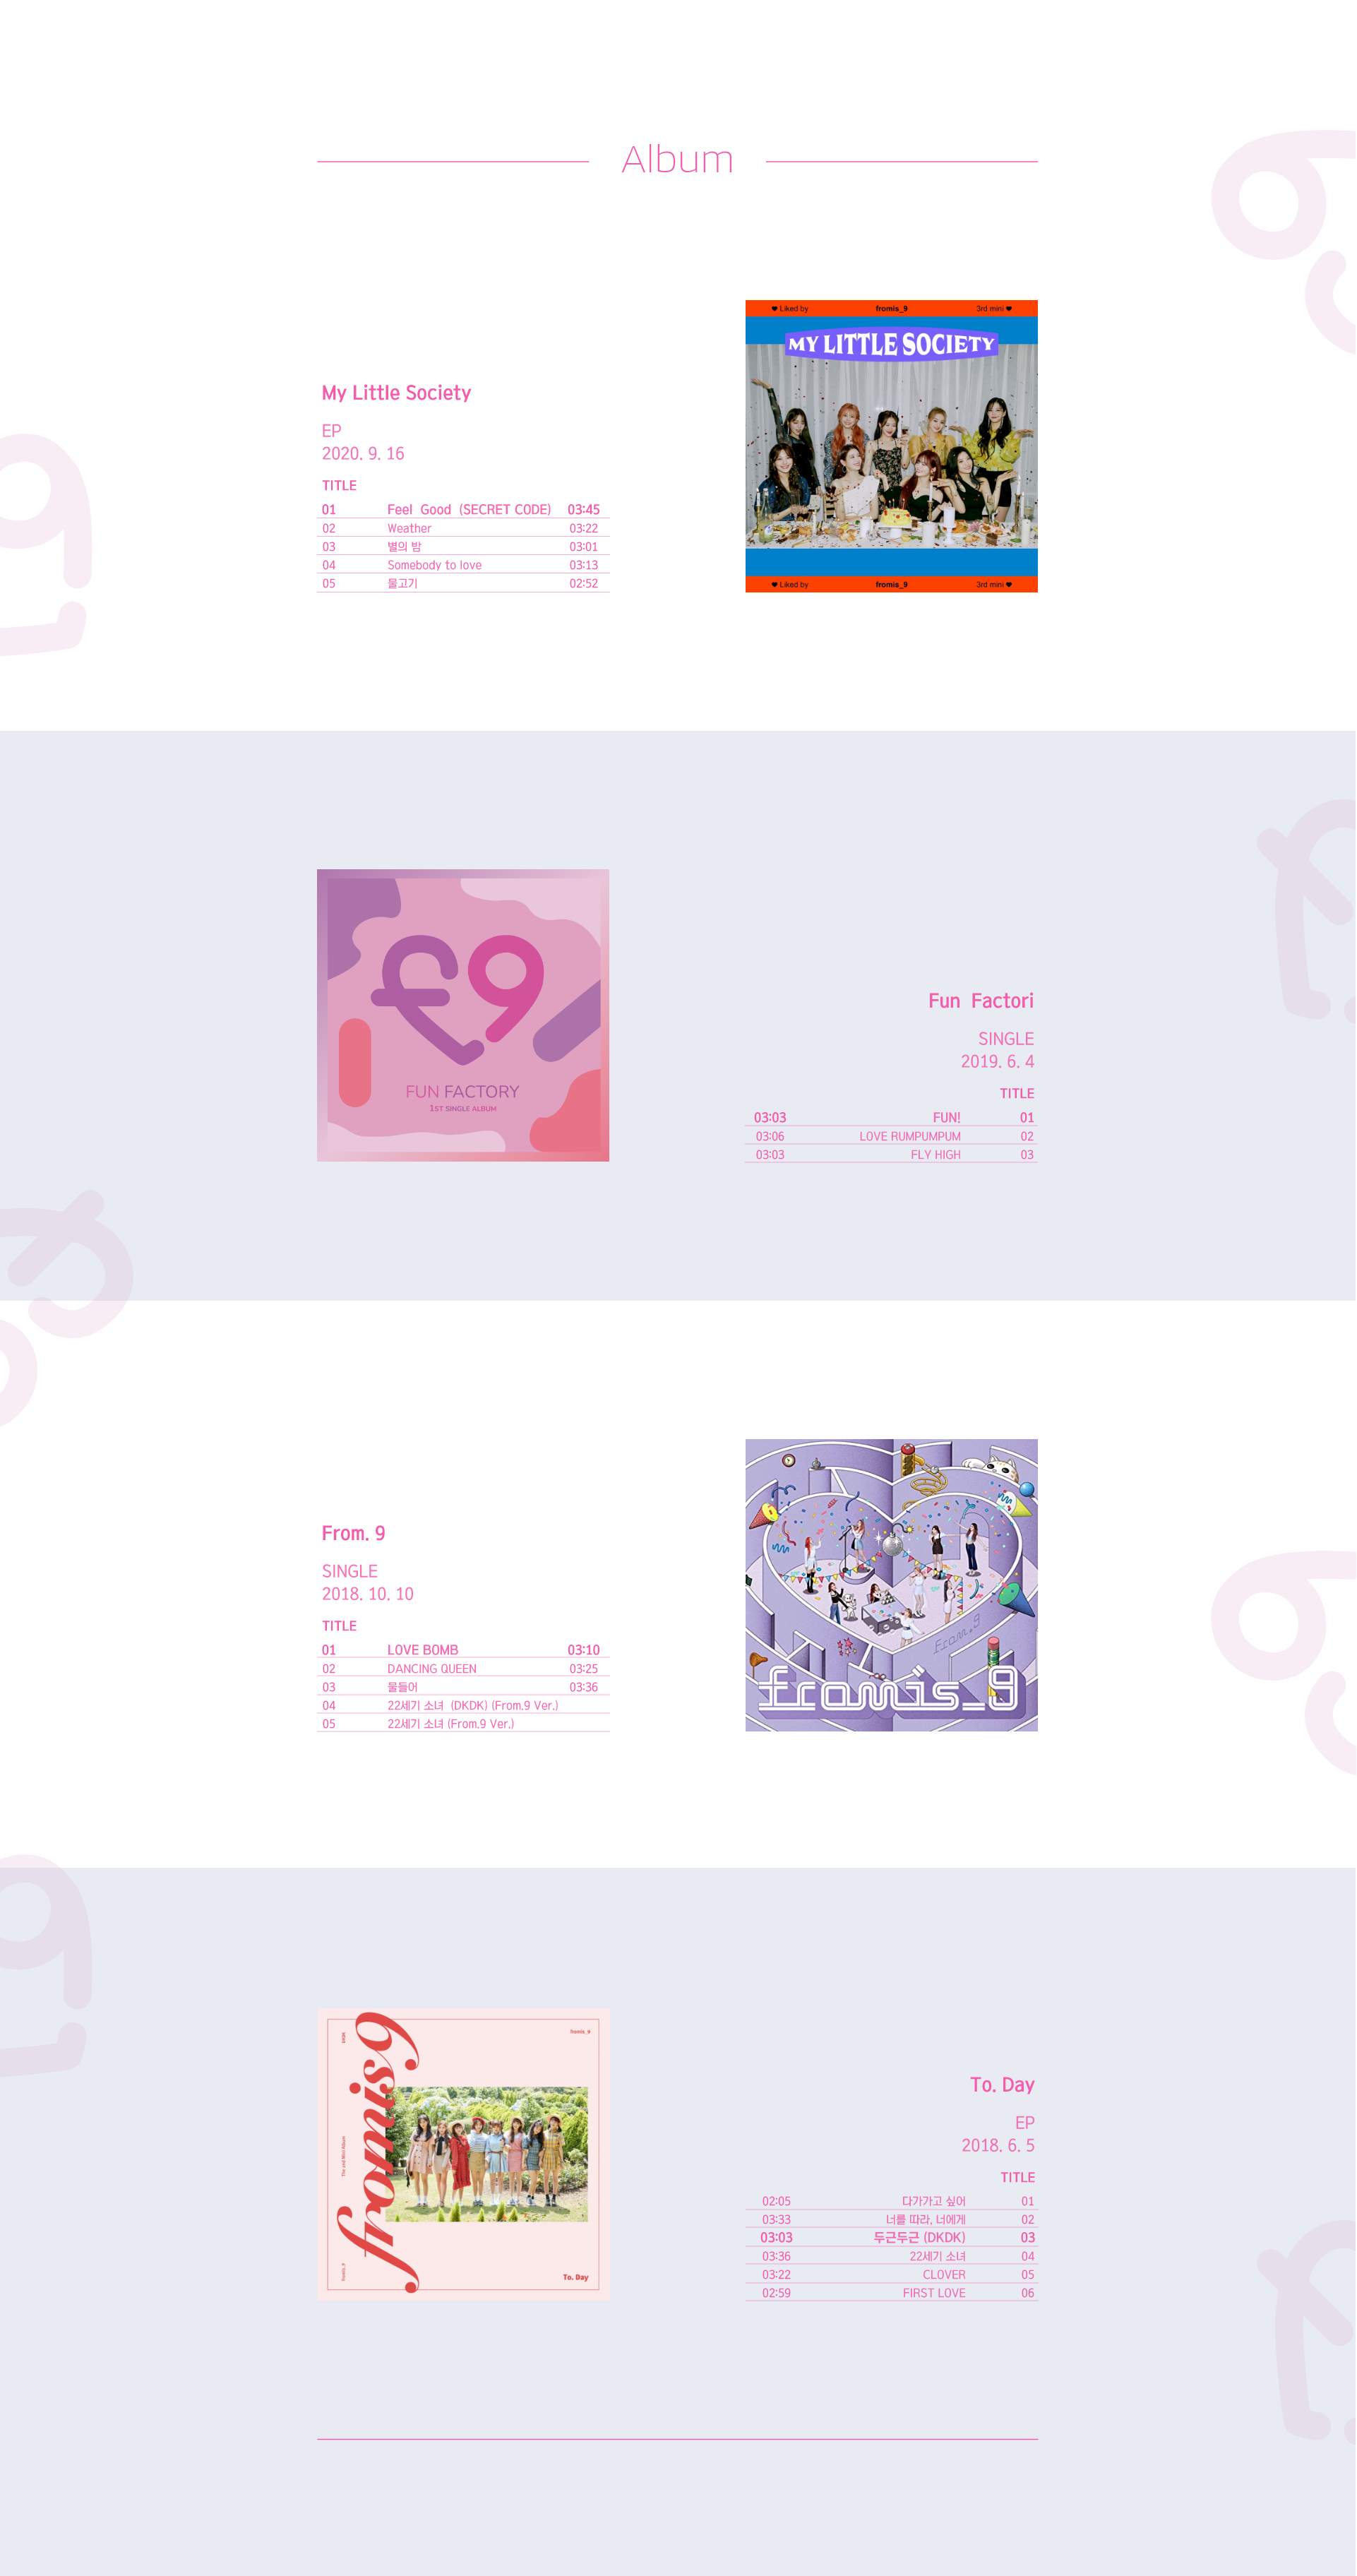 Album
My Little Society
EP
2020. 9. 16
TITLE
01 Feel Good (SECRET CODE) 03:45
02 Weather 03:22
03 별의 밤 03:01
04 Somebody to love 03:13
05 물고기 02:52
♥ Liked by fromis_9 3rd mini ♥
MY LITTLE SOCIETY
♥ Liked by fromis_9 3rd mini ♥
FUN FACTORY
1ST SINGLE ALBUM
Fun Factori
SINGLE
2019. 6. 4
TITLE
03:03 FUN! 01
03:06 LOVE RUMPUMPUM 02
03:03 FLY HIGH 03
From. 9
SINGLE
2018. 10. 10
TITLE
01 LOVE BOMB 03:10
02 DANCING QUEEN 03:25
03 물들어 03:36
04 22세기 소녀 (DKDK) (From.9 Ver.)
05 22세기 소녀 (From.9 Ver.)
From.9
fromis_9
fromis_9
DKDK
fromis9
The 2nd Mini Album
fromis_9
To. Day
To. Day
EP
2018. 6. 5
TITLE
02:05 다가가고 싶어 01
03:33 너를 따라, 너에게 02
03:03 두근두근 (DKDK) 03
03:36 22세기 소녀 04
03:22 CLOVER 05
02:59 FIRST LOVE 06